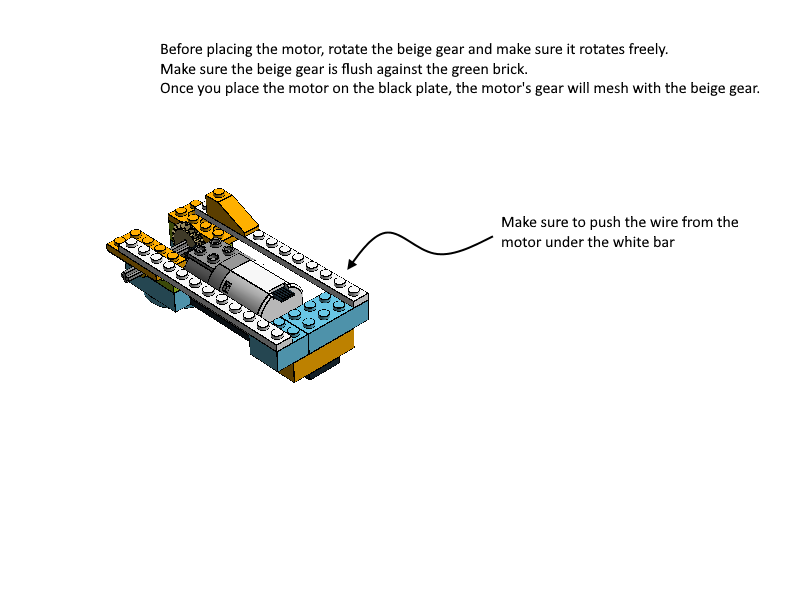 Before placing the motor, rotate the beige gear and make sure it rotates freely.
Make sure the beige gear is flush against the green brick.
Once you place the motor on the black plate, the motor's gear will mesh with the beige gear.
Make sure to push the wire from the
motor under the white bar